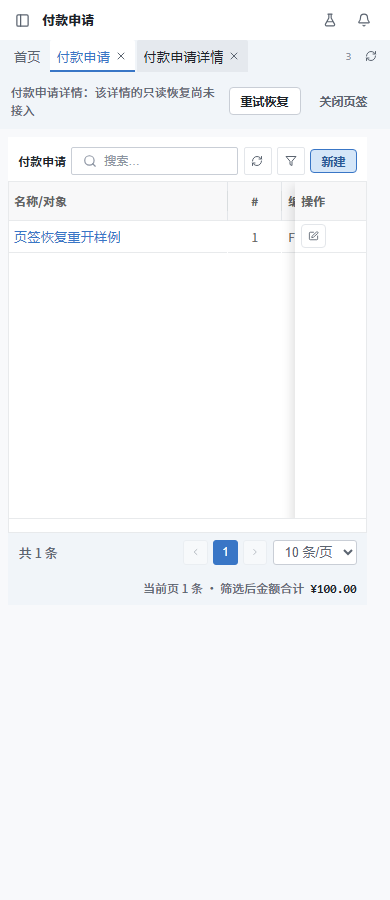 付款申请
首页 付款申请 付款申请详情 3
付款申请详情：该详情的只读恢复尚未
接入
重试恢复 关闭页签
付款申请 搜索... 新建
名称/对象 # 操作
页签恢复重开样例 1 F
共 1 条 1 10 条/页
当前页 1 条 · 筛选后金额合计 ¥100.00